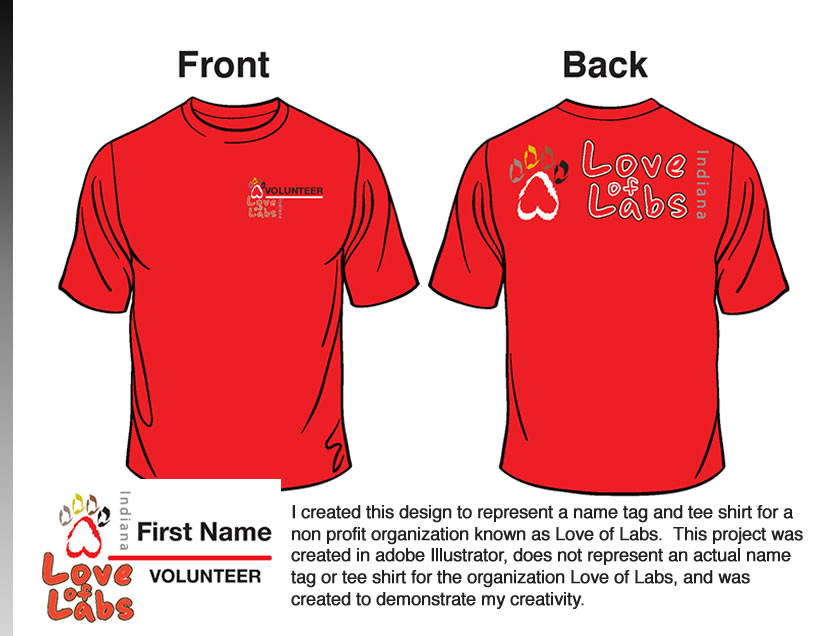 Front
Back
VOLUNTEER
Love
of
Labs
Indiana
Love
of
Labs
Indiana
Indiana
First Name
VOLUNTEER
Love
of
Labs
I created this design to represent a name tag and tee shirt for a
non profit organization known as Love of Labs.  This project was
created in adobe Illustrator, does not represent an actual name
tag or tee shirt for the organization Love of Labs, and was
created to demonstrate my creativity.